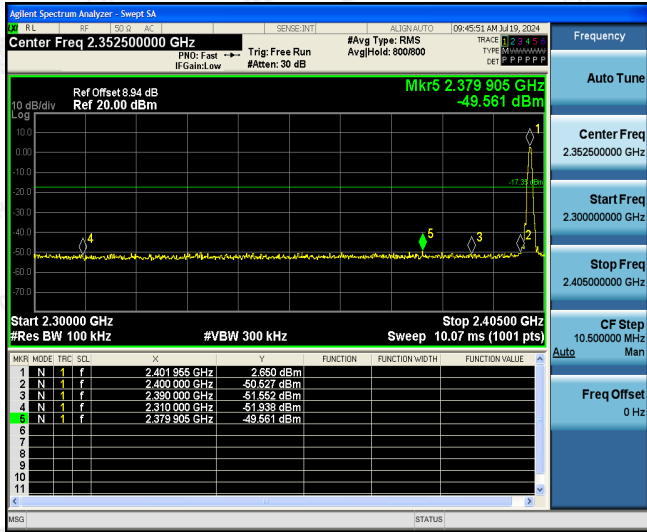 Agilent Spectrum Analyzer - Swept SA
RL RF 50 Ω AC SENSE:INT ALIGNAUTO 09:45:51 AM Jul 19, 2024
Center Freq 2.352500000 GHz
PNO: Fast
IFGain:Low
Trig: Free Run
#Atten: 30 dB
#Avg Type: RMS
Avg|Hold: 800/800
TRACE 1 2 3 4 5 6
TYPE M
DET P P P P P P
Ref Offset 8.94 dB
10 dB/div Ref 20.00 dBm
Log
Mkr5 2.379 905 GHz
-49.561 dBm
10.0
0.00
-10.0
-20.0
-30.0
-40.0
-50.0
-60.0
-70.0
-17.35 dBm
1
2
3
4
5
Start 2.30000 GHz Stop 2.40500 GHz
#Res BW 100 kHz #VBW 300 kHz Sweep 10.07 ms (1001 pts)
MKR MODE TRC SCL X Y FUNCTION FUNCTION WIDTH FUNCTION VALUE
1 N 1 f 2.401 955 GHz 2.650 dBm
2 N 1 f 2.400 000 GHz -50.527 dBm
3 N 1 f 2.390 000 GHz -51.552 dBm
4 N 1 f 2.310 000 GHz -51.938 dBm
5 N 1 f 2.379 905 GHz -49.561 dBm
6
7
8
9
10
11
MSG STATUS
Frequency
Auto Tune
Center Freq
2.352500000 GHz
Start Freq
2.300000000 GHz
Stop Freq
2.405000000 GHz
CF Step
10.500000 MHz
Auto Man
Freq Offset
0 Hz